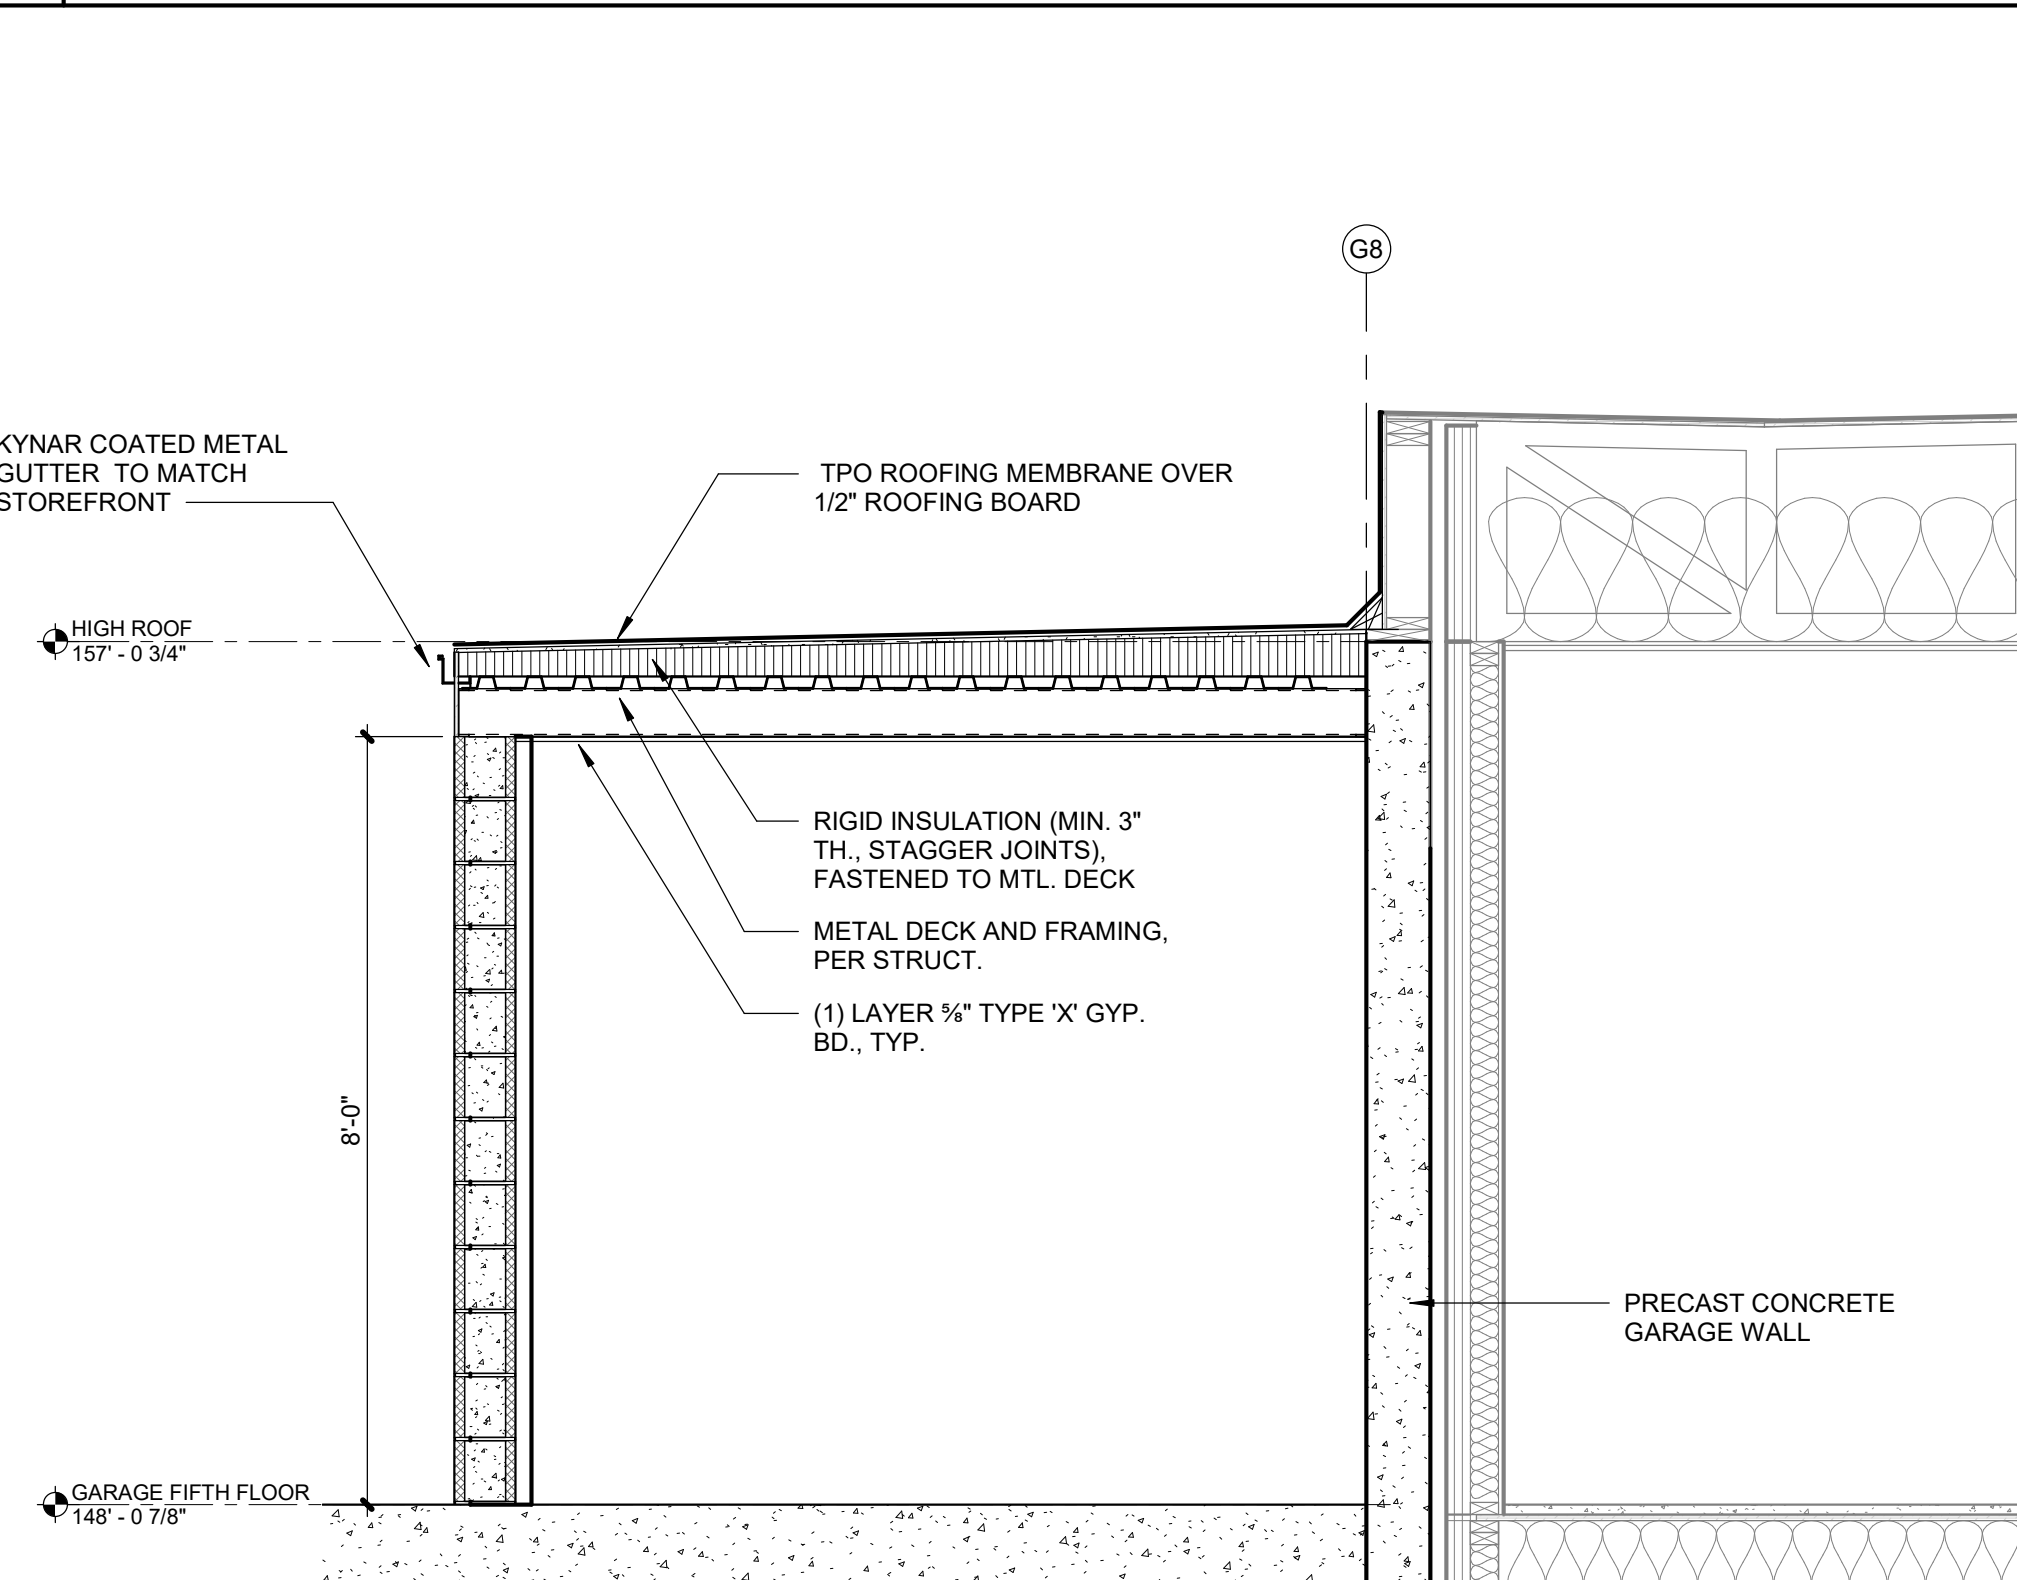 G8
KYNAR COATED METAL
GUTTER TO MATCH
STOREFRONT
TPO ROOFING MEMBRANE OVER
1/2" ROOFING BOARD
HIGH ROOF
157' - 0 3/4"
RIGID INSULATION (MIN. 3"
TH., STAGGER JOINTS),
FASTENED TO MTL. DECK
METAL DECK AND FRAMING,
PER STRUCT.
(1) LAYER ⅝" TYPE 'X' GYP.
BD., TYP.
8'-0"
PRECAST CONCRETE
GARAGE WALL
GARAGE FIFTH FLOOR
148' - 0 7/8"